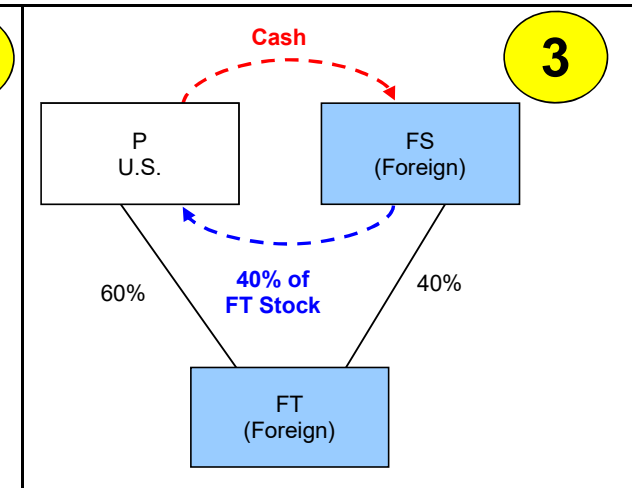 Cash
3
P
U.S.
FS
(Foreign)
60%
40% of
FT Stock
40%
FT
(Foreign)